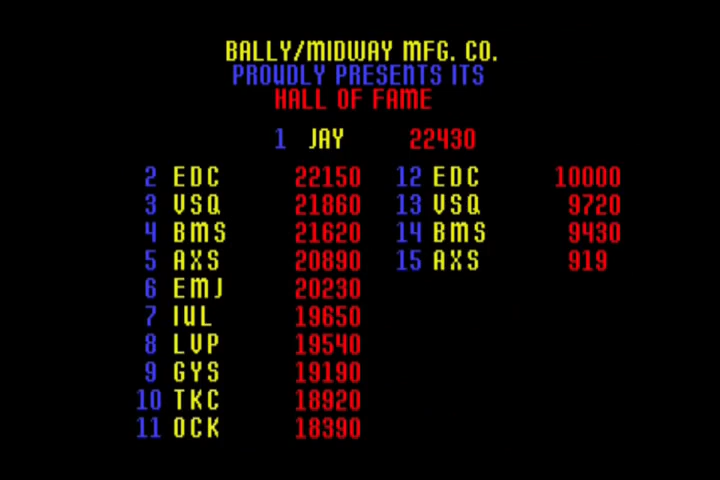 BALLY/MIDWAY MFG. CO.
PROUDLY PRESENTS ITS
HALL OF FAME
1 JAY 22430
2 EDC 22150 12 EDC 10000
3 VSQ 21860 13 VSQ 9720
4 BMS 21620 14 BMS 9430
5 AXS 20890 15 AXS 919
6 EMJ 20230
7 IUL 19650
8 LVP 19540
9 GYS 19190
10 TKC 18920
11 OCK 18390